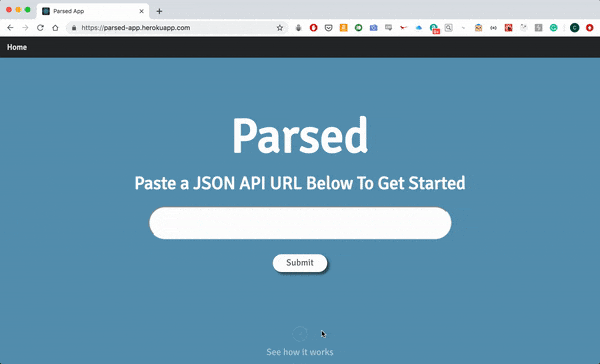 Parsed App
https://parsed-app.herokuapp.com
Home
Parsed
Paste a JSON API URL Below To Get Started
Submit
See how it works